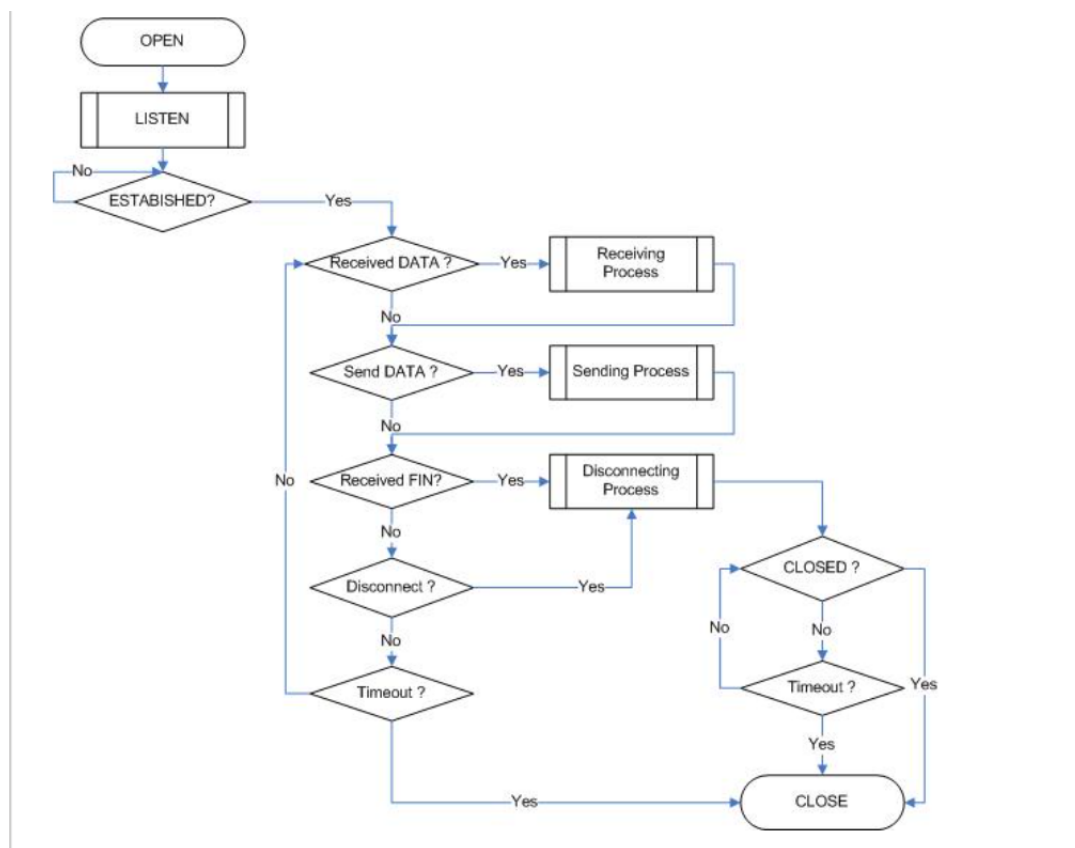 OPEN
LISTEN
No
ESTABISHED?
Yes
Received DATA ?
Yes
Receiving
Process
No
Send DATA ?
Yes
Sending Process
No
No
Received FIN?
Yes
Disconnecting
Process
No
CLOSED ?
Disconnect ?
Yes
No
No
No
Timeout ?
Timeout ?
Yes
Yes
Yes
CLOSE